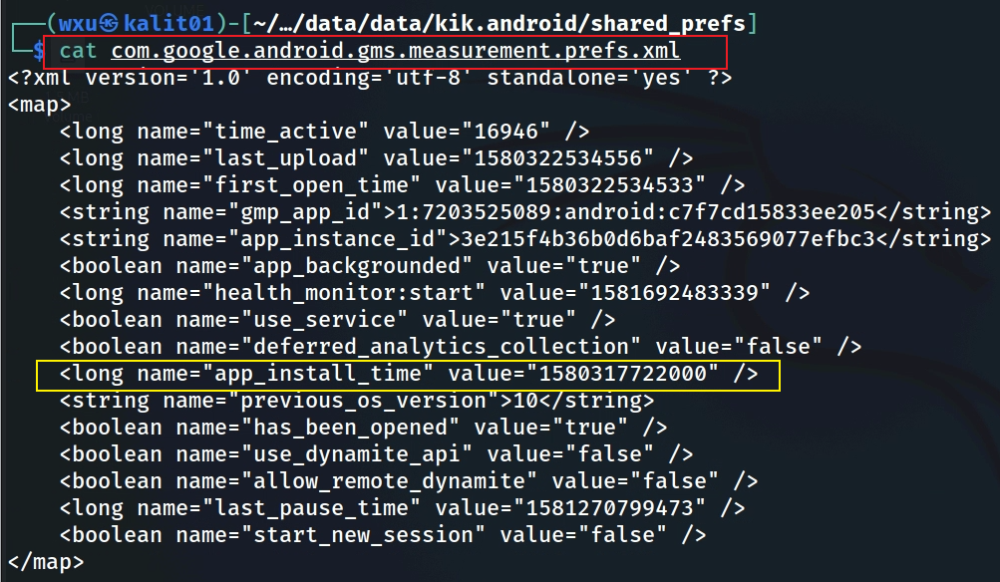 ┌──(wxu㉿kalit01)-[~/…/data/data/kik.android/shared_prefs]
└─$ cat com.google.android.gms.measurement.prefs.xml
<?xml version='1.0' encoding='utf-8' standalone='yes' ?>
<map>
    <long name="time_active" value="16946" />
    <long name="last_upload" value="1580322534556" />
    <long name="first_open_time" value="1580322534533" />
    <string name="gmp_app_id">1:7203525089:android:c7f7cd15833ee205</string>
    <string name="app_instance_id">3e215f4b36b0d6baf2483569077efbc3</string>
    <boolean name="app_backgrounded" value="true" />
    <long name="health_monitor:start" value="1581692483339" />
    <boolean name="use_service" value="true" />
    <boolean name="deferred_analytics_collection" value="false" />
    <long name="app_install_time" value="1580317722000" />
    <string name="previous_os_version">10</string>
    <boolean name="has_been_opened" value="true" />
    <boolean name="use_dynamite_api" value="false" />
    <boolean name="allow_remote_dynamite" value="false" />
    <long name="last_pause_time" value="1581270799473" />
    <boolean name="start_new_session" value="false" />
</map>